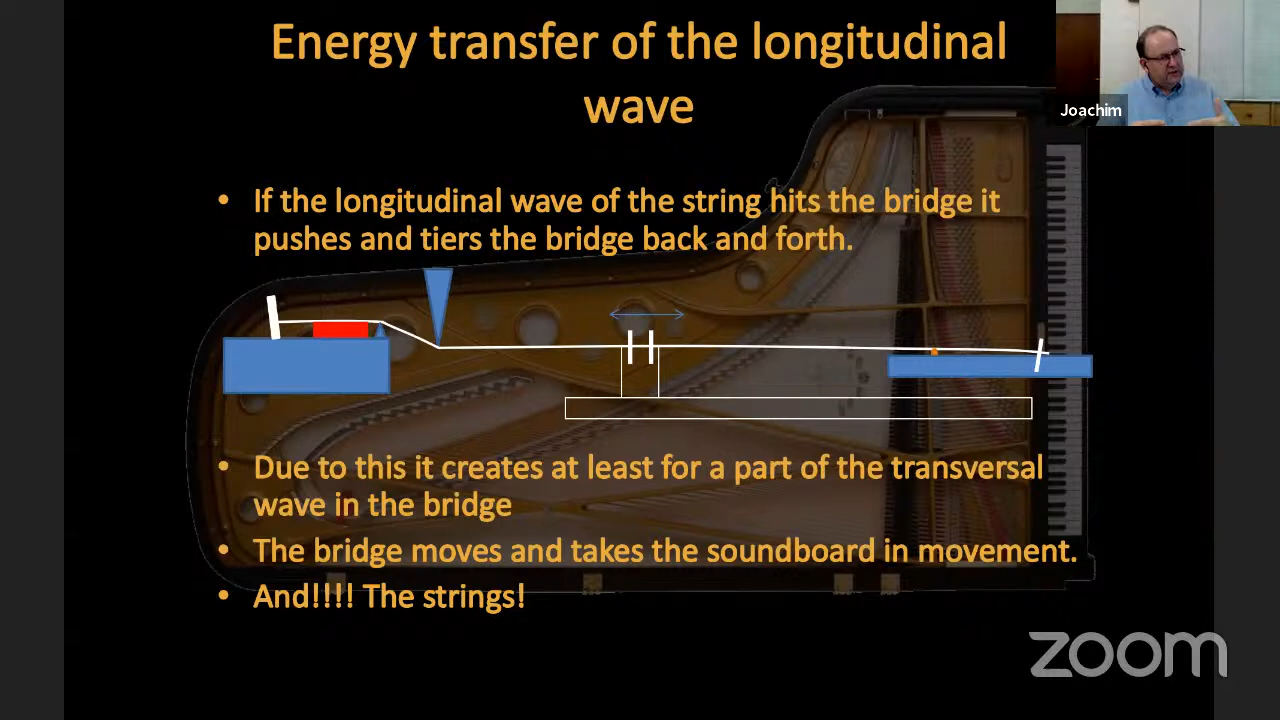 Energy transfer of the longitudinal
wave
Joachim
• If the longitudinal wave of the string hits the bridge it
pushes and tiers the bridge back and forth.
• Due to this it creates at least for a part of the transversal
wave in the bridge
• The bridge moves and takes the soundboard in movement.
• And!!!! The strings!
zoom